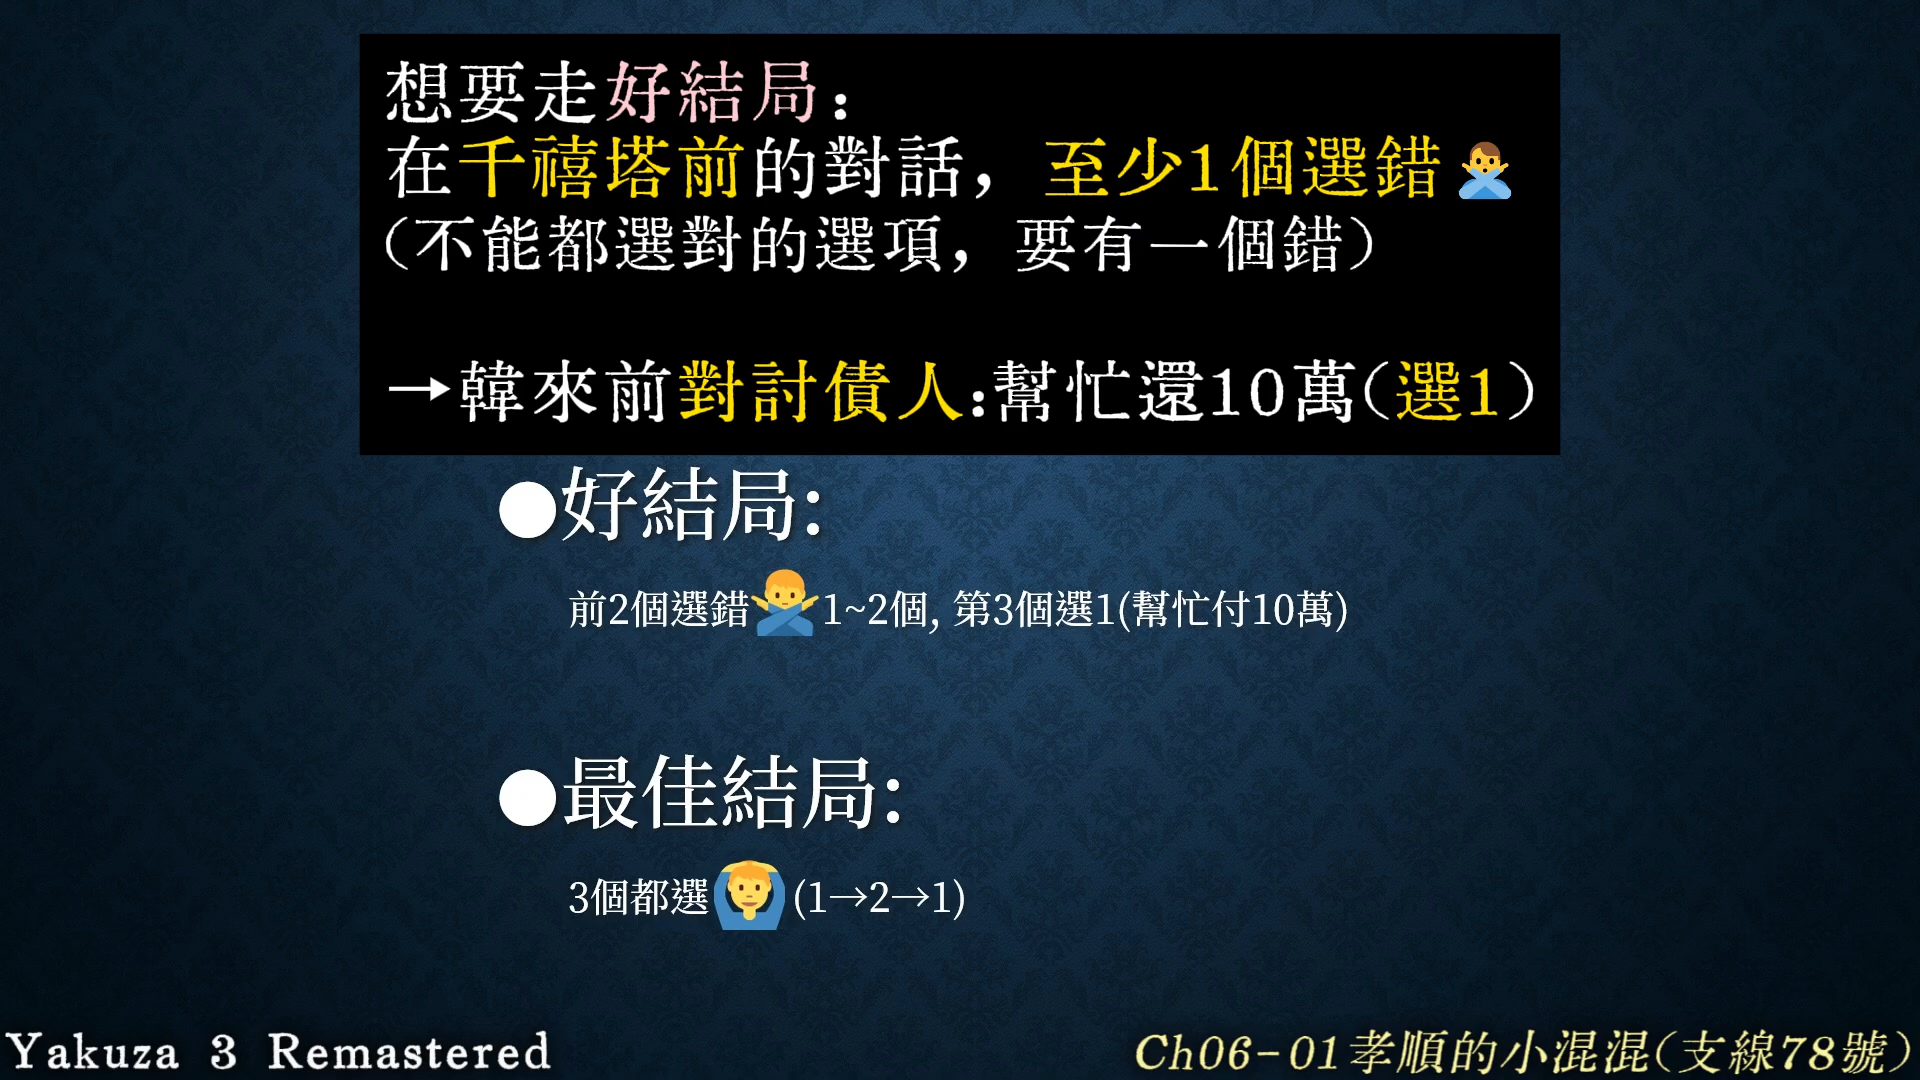 想要走好結局：
在千禧塔前的對話，至少1個選錯🙅‍♂️
（不能都選對的選項，要有一個錯）
→韓來前對討債人：幫忙還10萬（選1）
●好結局：
前2個選錯🙅‍♂️1~2個, 第3個選1(幫忙付10萬)
●最佳結局：
3個都選🙆‍♂️(1→2→1)
Yakuza 3 Remastered
Ch06-01孝順的小混混（支線78號）